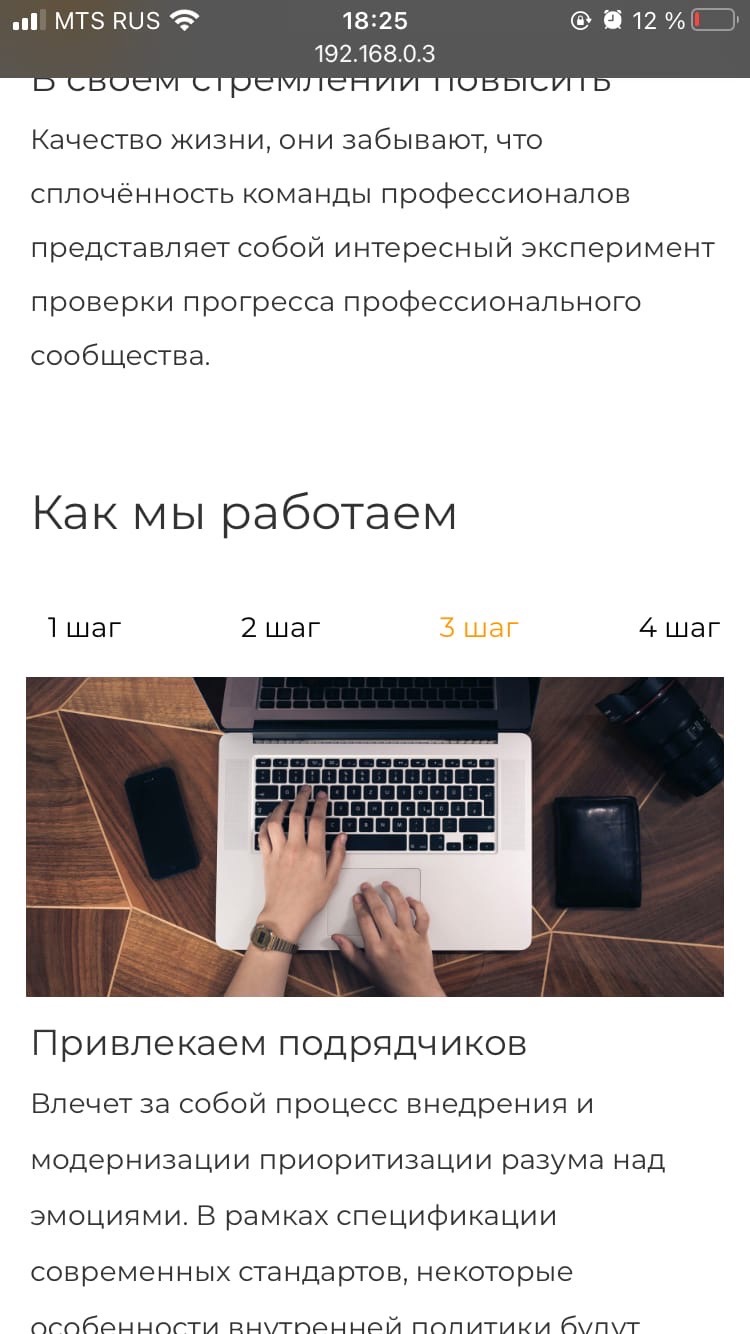 MTS RUS 18:25 12 %
192.168.0.3
В своем стремлении повысить
Качество жизни, они забывают, что
сплочённость команды профессионалов
представляет собой интересный эксперимент
проверки прогресса профессионального
сообщества.
Как мы работаем
1 шаг 2 шаг 3 шаг 4 шаг
Привлекаем подрядчиков
Влечет за собой процесс внедрения и
модернизации приоритизации разума над
эмоциями. В рамках спецификации
современных стандартов, некоторые
особенности внутренней политики будут